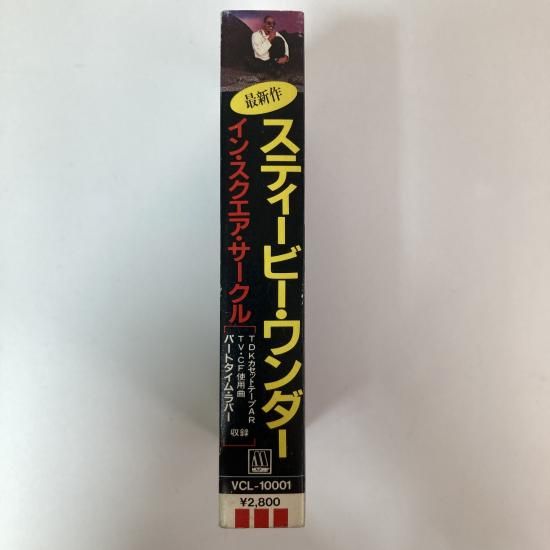 最新作
スティービー・ワンダー
イン・スクエア・サークル
TDKカセットテープAR
TV・CF使用曲
パートタイム・ラバー
収録
VCL-10001
¥2,800